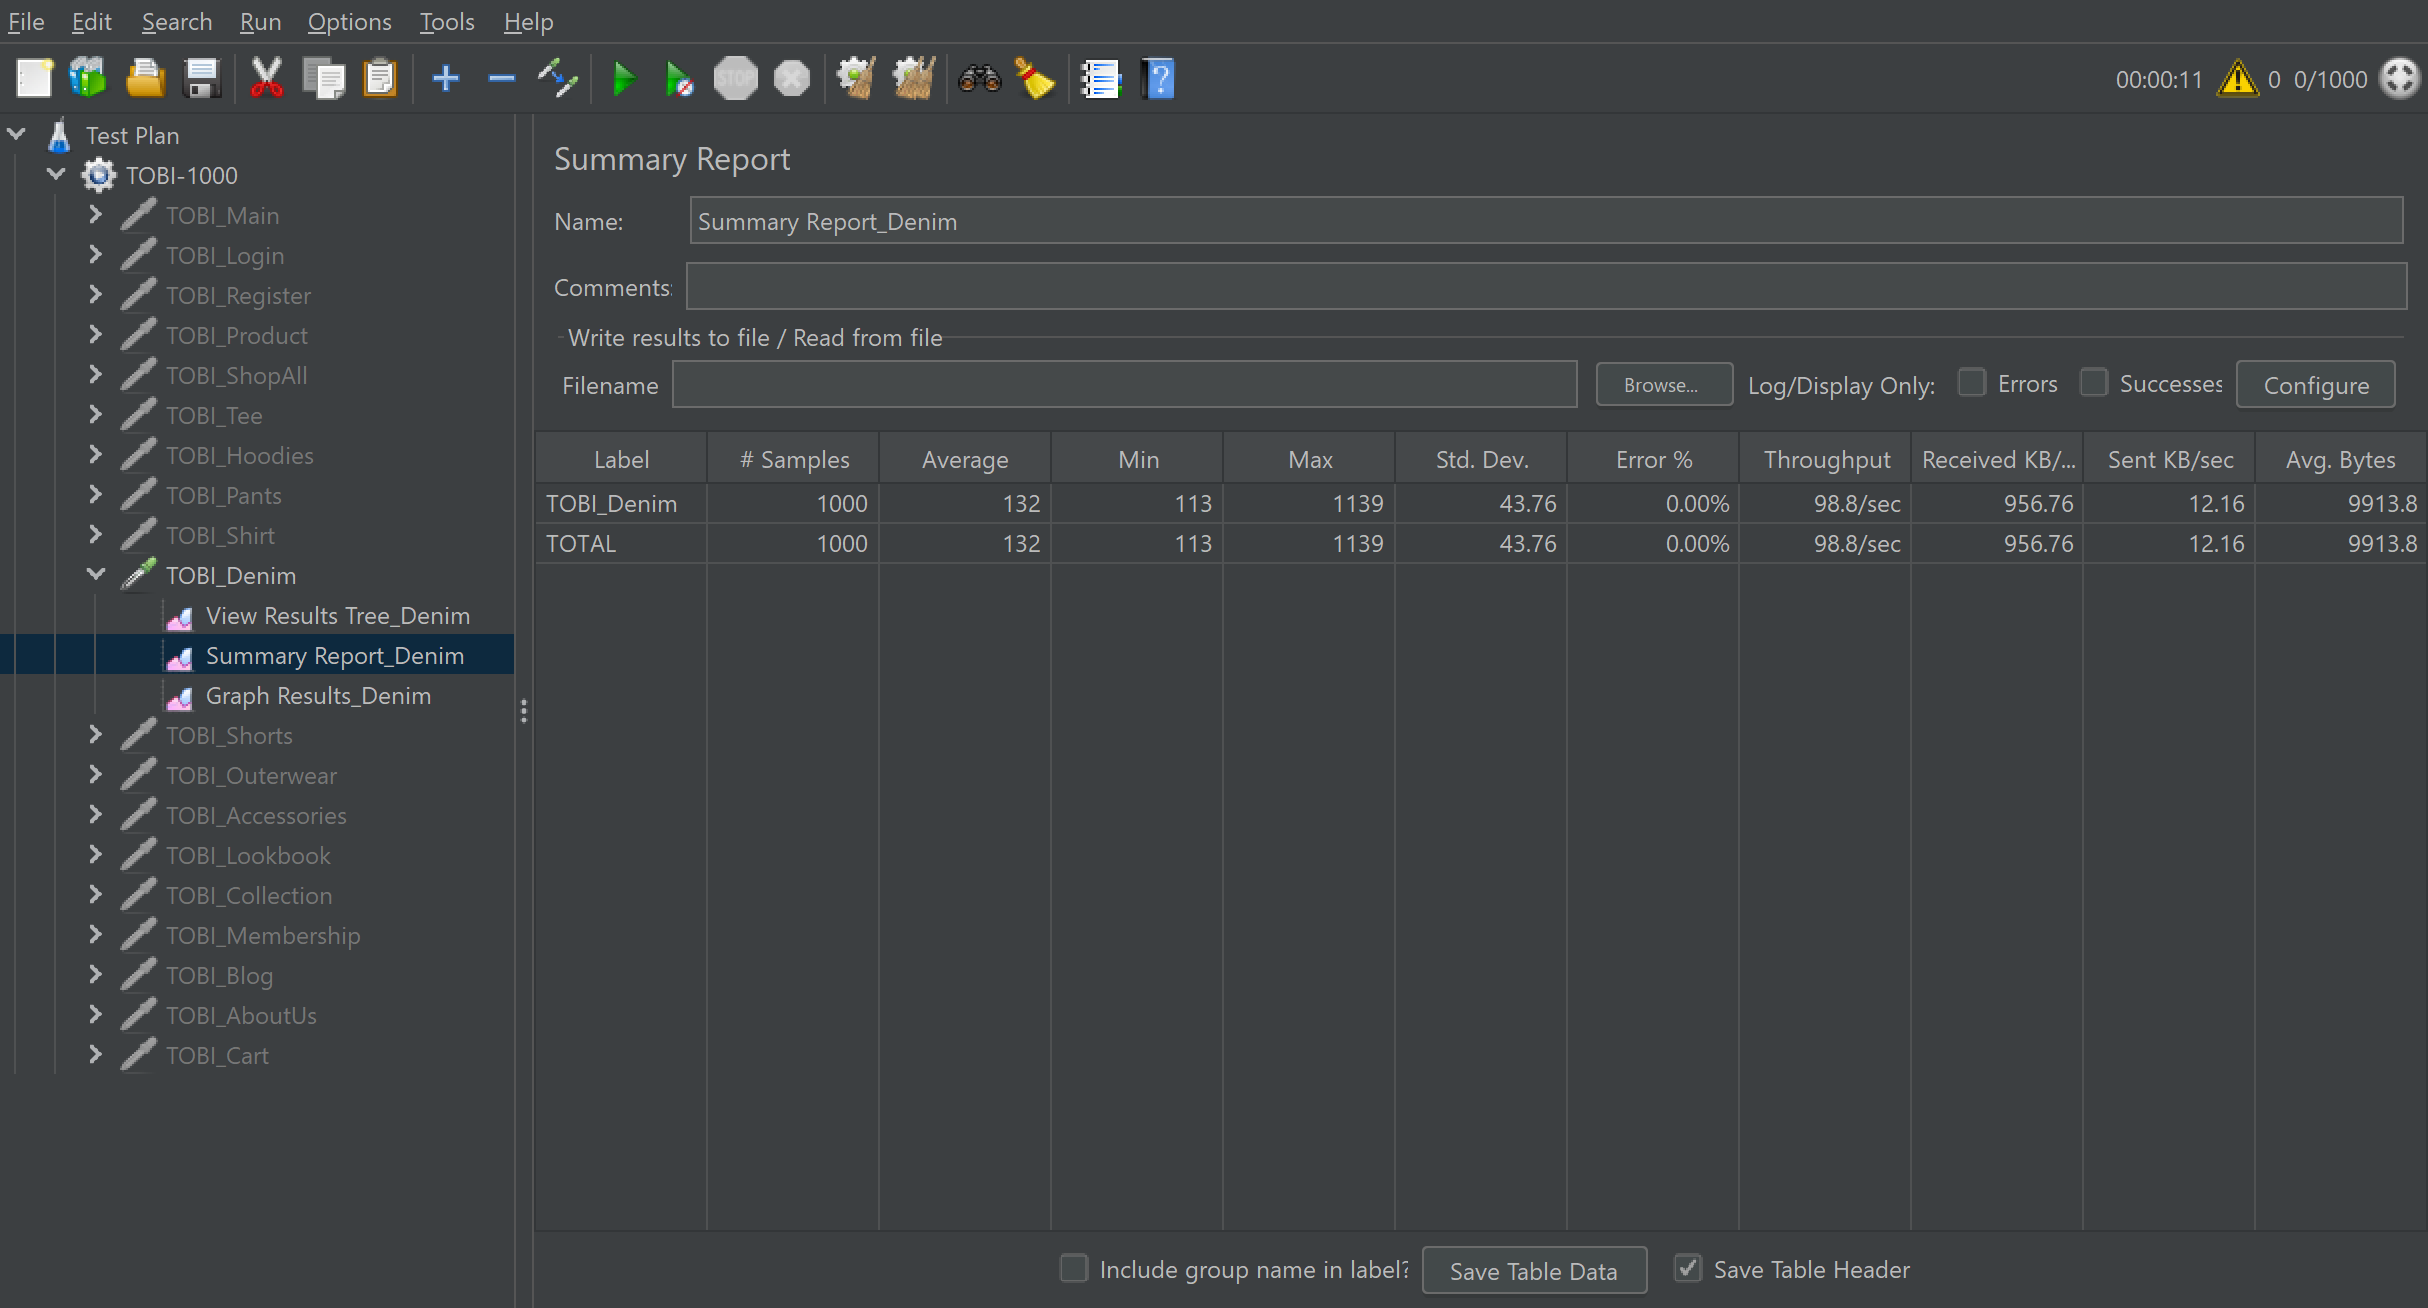 File Edit Search Run Options Tools Help
STOP ? 00:00:11 0 0/1000
Test Plan
TOBI-1000
TOBI_Main
TOBI_Login
TOBI_Register
TOBI_Product
TOBI_ShopAll
TOBI_Tee
TOBI_Hoodies
TOBI_Pants
TOBI_Shirt
TOBI_Denim
View Results Tree_Denim
Summary Report_Denim
Graph Results_Denim
TOBI_Shorts
TOBI_Outerwear
TOBI_Accessories
TOBI_Lookbook
TOBI_Collection
TOBI_Membership
TOBI_Blog
TOBI_AboutUs
TOBI_Cart
Summary Report
Name: Summary Report_Denim
Comments:
Write results to file / Read from file
Filename Browse... Log/Display Only: Errors Successes Configure
Label # Samples Average Min Max Std. Dev. Error % Throughput Received KB/... Sent KB/sec Avg. Bytes
TOBI_Denim 1000 132 113 1139 43.76 0.00% 98.8/sec 956.76 12.16 9913.8
TOTAL 1000 132 113 1139 43.76 0.00% 98.8/sec 956.76 12.16 9913.8
Include group name in label? Save Table Data Save Table Header